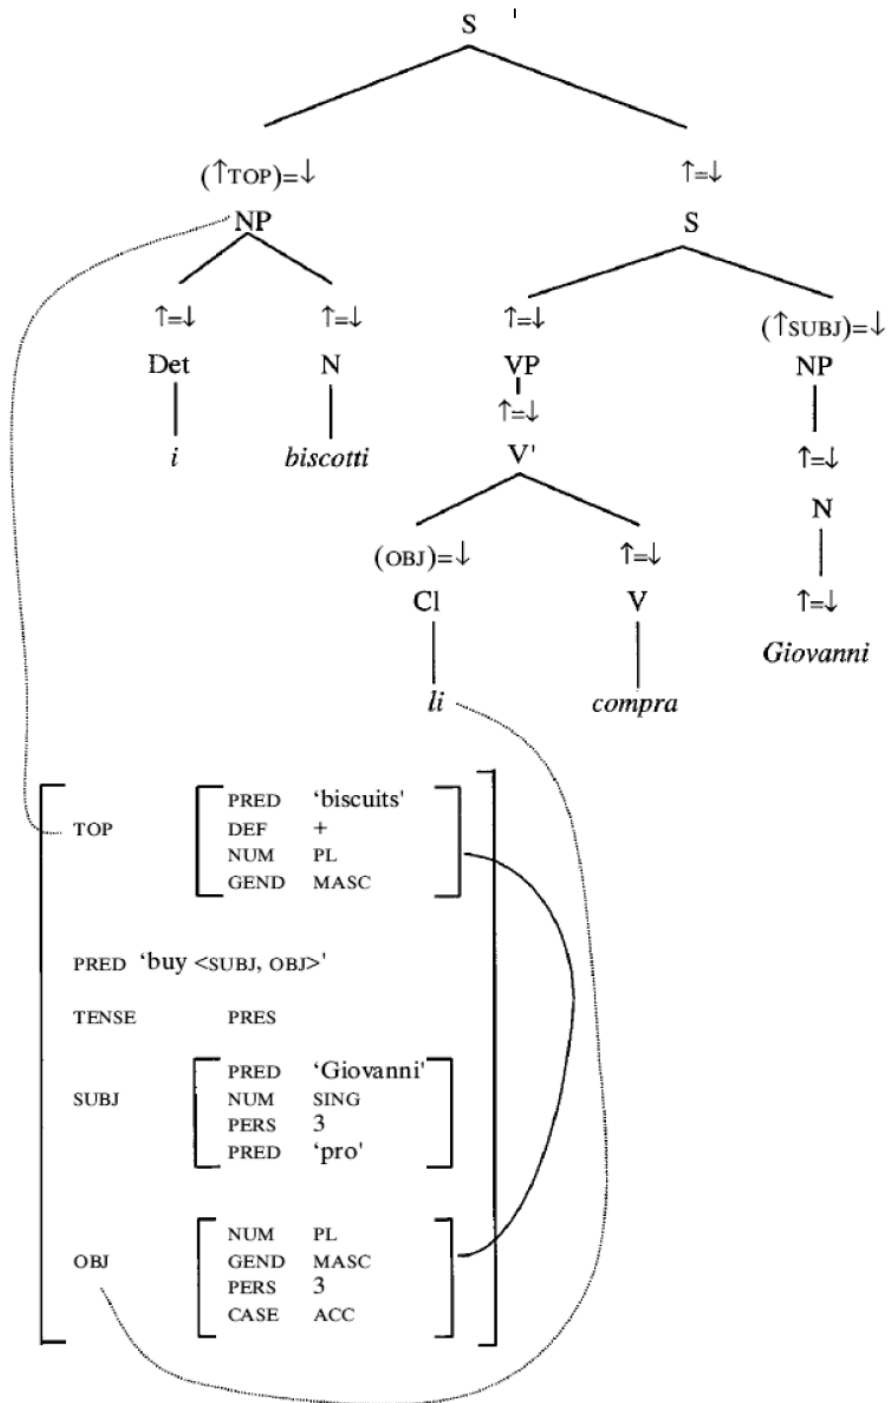 S '
(↑TOP)=↓ ↑=↓
NP S
↑=↓ ↑=↓ ↑=↓ (↑SUBJ)=↓
Det N VP NP
↑=↓
i biscotti V' ↑=↓
N
(OBJ)=↓ ↑=↓
Cl V ↑=↓
Giovanni
li compra
PRED ‘biscuits'
TOP DEF +
NUM PL
GEND MASC
PRED ‘buy <SUBJ, OBJ>'
TENSE PRES
PRED ‘Giovanni'
SUBJ NUM SING
PERS 3
PRED ‘pro'
NUM PL
OBJ GEND MASC
PERS 3
CASE ACC